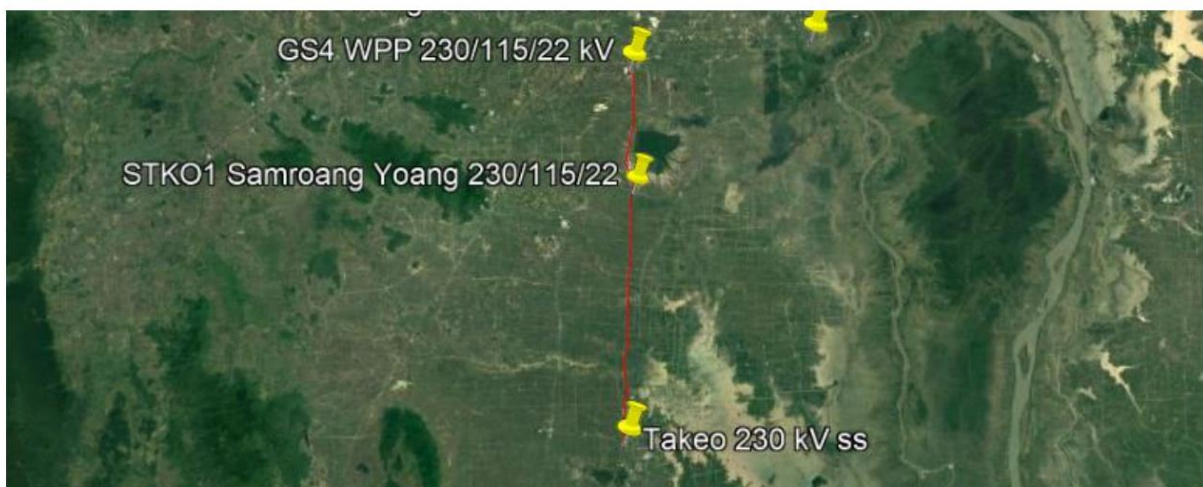 GS4 WPP 230/115/22 kV
STKO1 Samroang Yoang 230/115/22
Takeo 230 kV ss